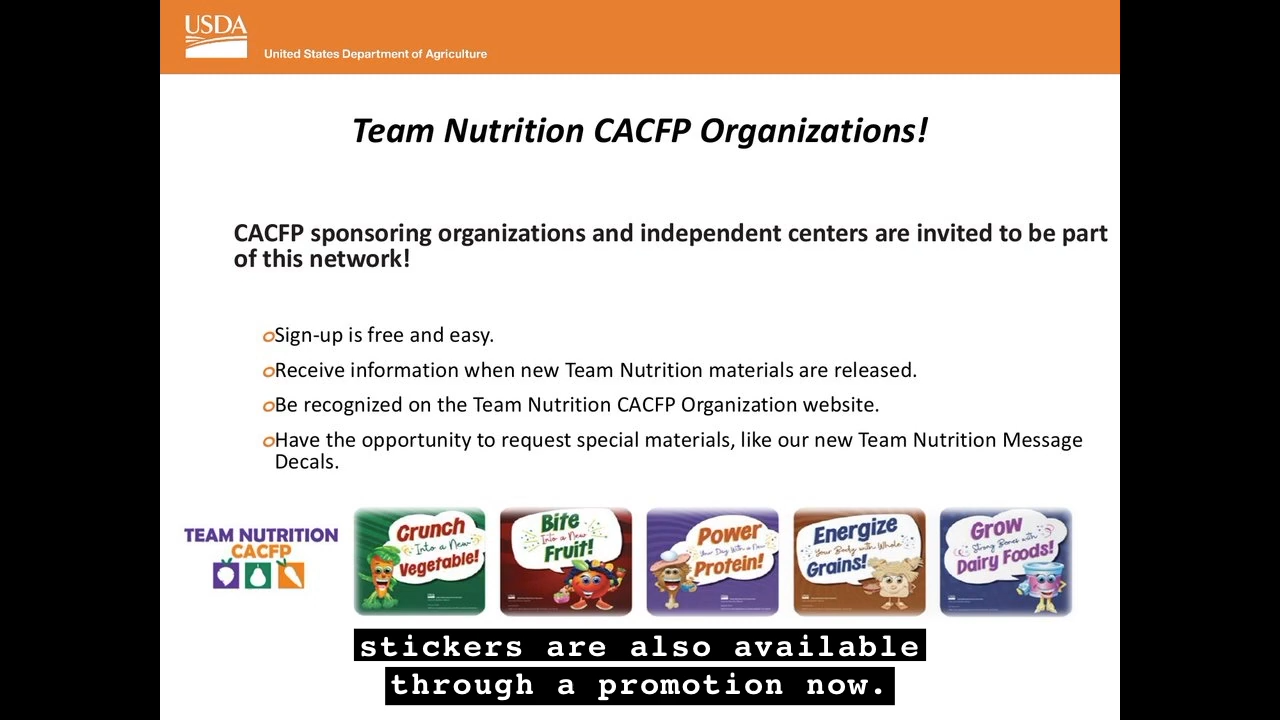 USDA
United States Department of Agriculture
Team Nutrition CACFP Organizations!
CACFP sponsoring organizations and independent centers are invited to be part
of this network!
Sign-up is free and easy.
Receive information when new Team Nutrition materials are released.
Be recognized on the Team Nutrition CACFP Organization website.
Have the opportunity to request special materials, like our new Team Nutrition Message
Decals.
TEAM NUTRITION
CACFP
Crunch
Into a New
Vegetable!
Bite
Into a New
Fruit!
Power
Your Day With a New
Protein!
Energize
Your Body with Whole
Grains!
Grow
Strong Bones with
Dairy Foods!
stickers are also available
through a promotion now.